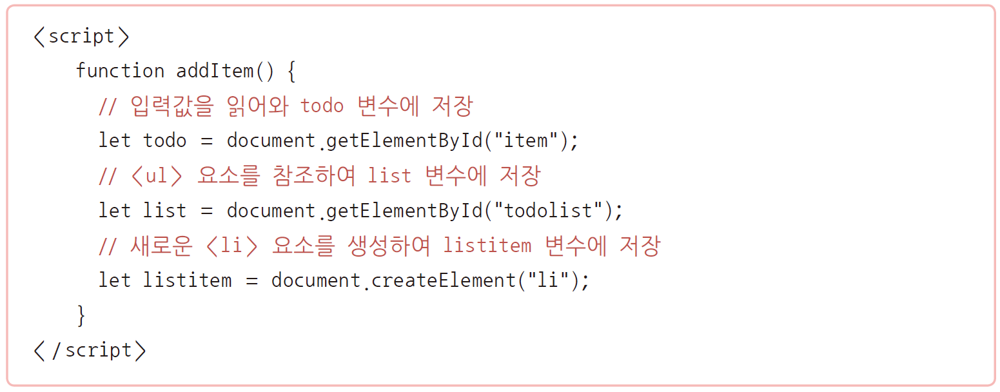 <script>
function addItem() {
// 입력값을 읽어와 todo 변수에 저장
let todo = document.getElementById("item");
// <ul> 요소를 참조하여 list 변수에 저장
let list = document.getElementById("todolist");
// 새로운 <li> 요소를 생성하여 listitem 변수에 저장
let listitem = document.createElement("li");
}
</script>